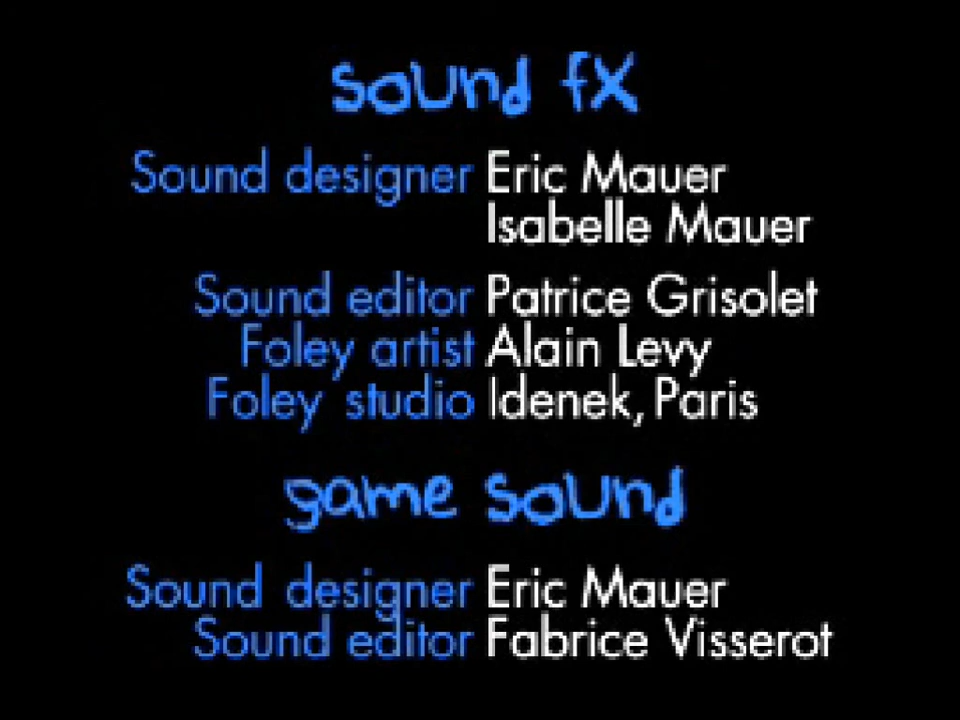 sound fx
Sound designer Eric Mauer
Isabelle Mauer
Sound editor Patrice Grisolet
Foley artist Alain Levy
Foley studio Idenek, Paris
game sound
Sound designer Eric Mauer
Sound editor Fabrice Visserot